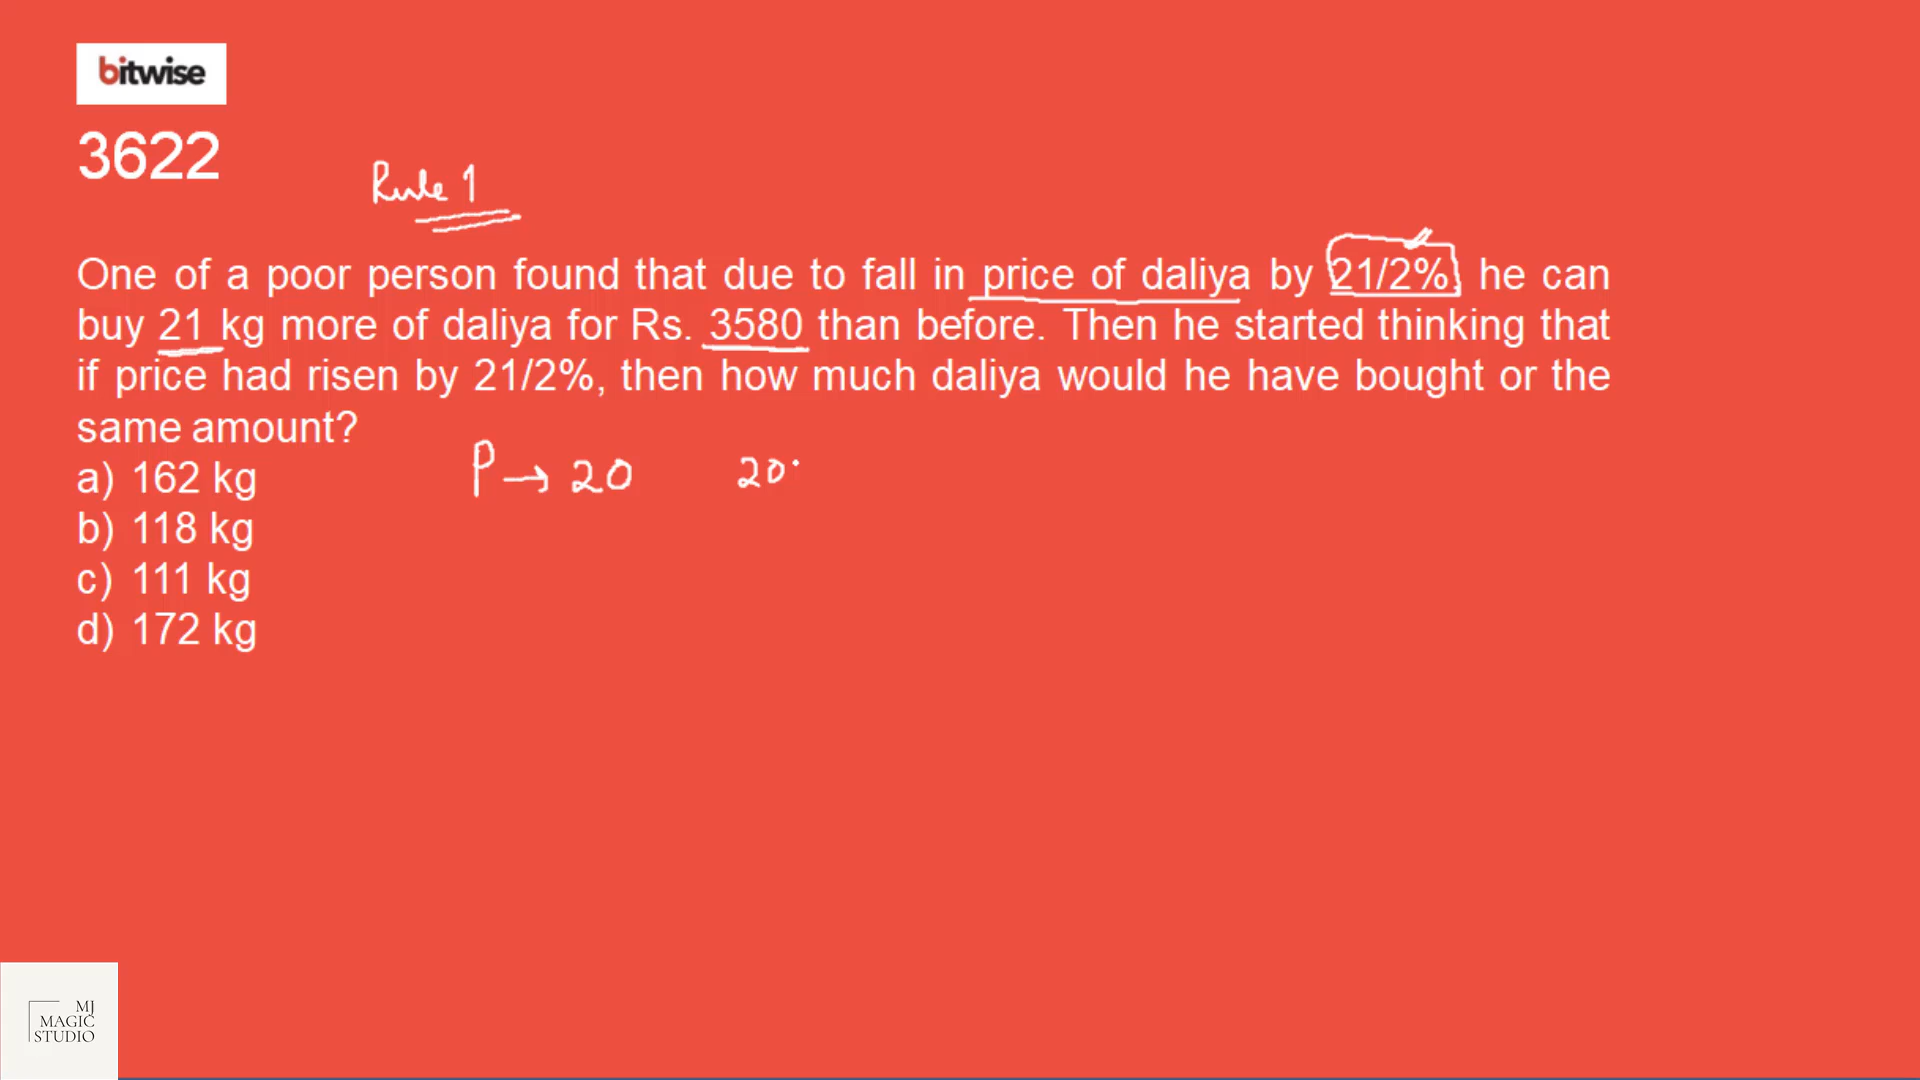 bitwise
3622
Rule 1
One of a poor person found that due to fall in price of daliya by 21/2%, he can
buy 21 kg more of daliya for Rs. 3580 than before. Then he started thinking that
if price had risen by 21/2%, then how much daliya would he have bought or the
same amount?
P → 20 20.
a) 162 kg
b) 118 kg
c) 111 kg
d) 172 kg
MJ
MAGIC
STUDIO